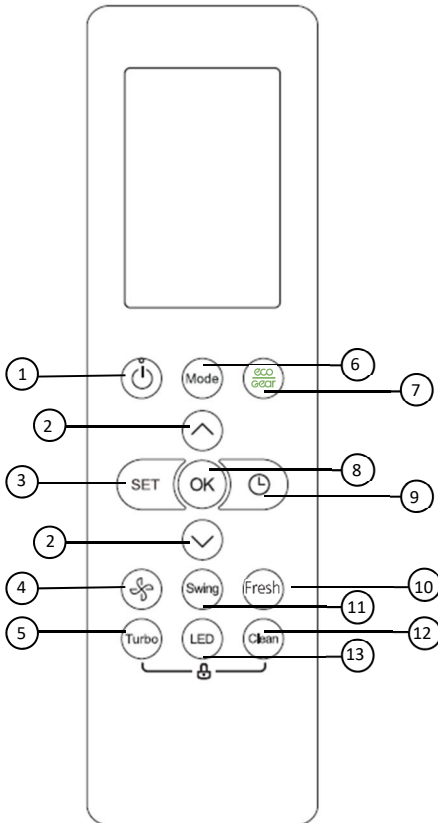 1
Mode
6
eco
Gear
7
2
3
SET
OK
8
9
2
4
Swing
Fresh
10
11
5
Turbo
LED
Clean
12
13